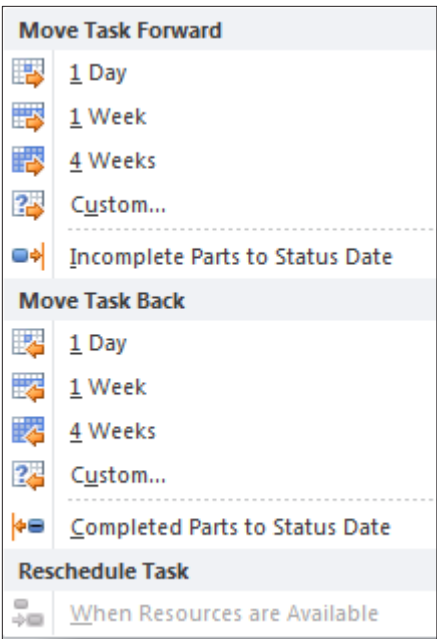 Move Task Forward
1 Day
1 Week
4 Weeks
Custom...
Incomplete Parts to Status Date
Move Task Back
1 Day
1 Week
4 Weeks
Custom...
Completed Parts to Status Date
Reschedule Task
When Resources are Available